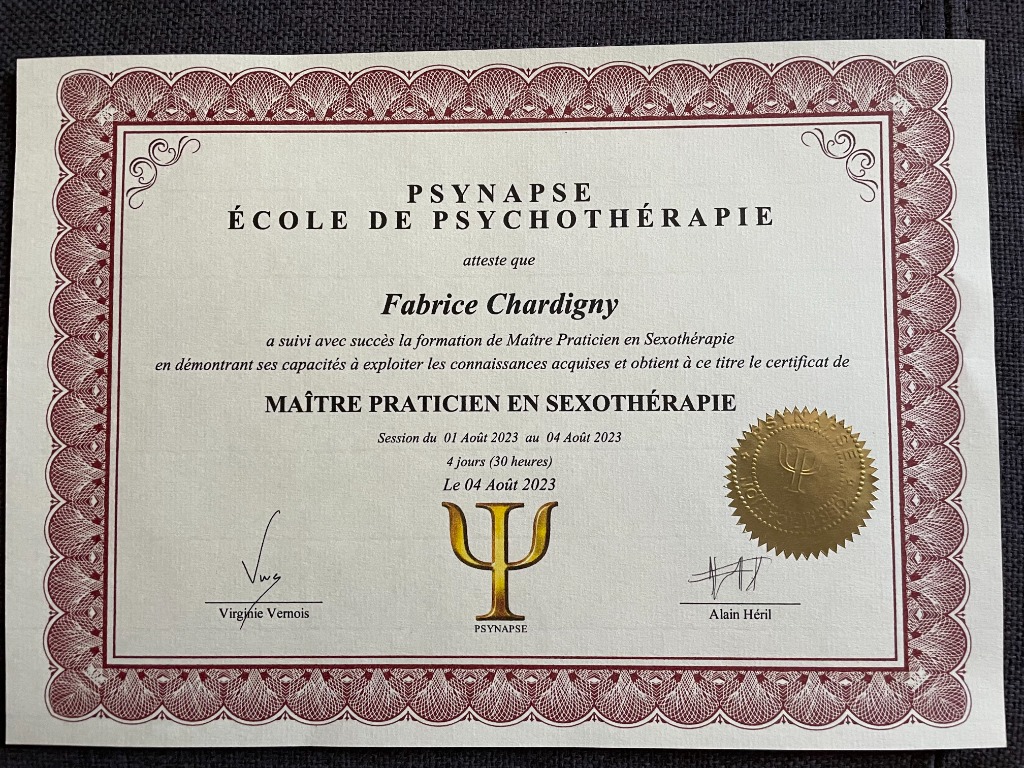 PSYNAPSE
ÉCOLE DE PSYCHOTHÉRAPIE
atteste que
Fabrice Chardigny
a suivi avec succès la formation de Maître Praticien en Sexothérapie
en démontrant ses capacités à exploiter les connaissances acquises et obtient à ce titre le certificat de
MAÎTRE PRATICIEN EN SEXOTHÉRAPIE
Session du 01 Août 2023 au 04 Août 2023
4 jours (30 heures)
Le 04 Août 2023
Ψ
Virginie Vernois
PSYNAPSE
Alain Héril